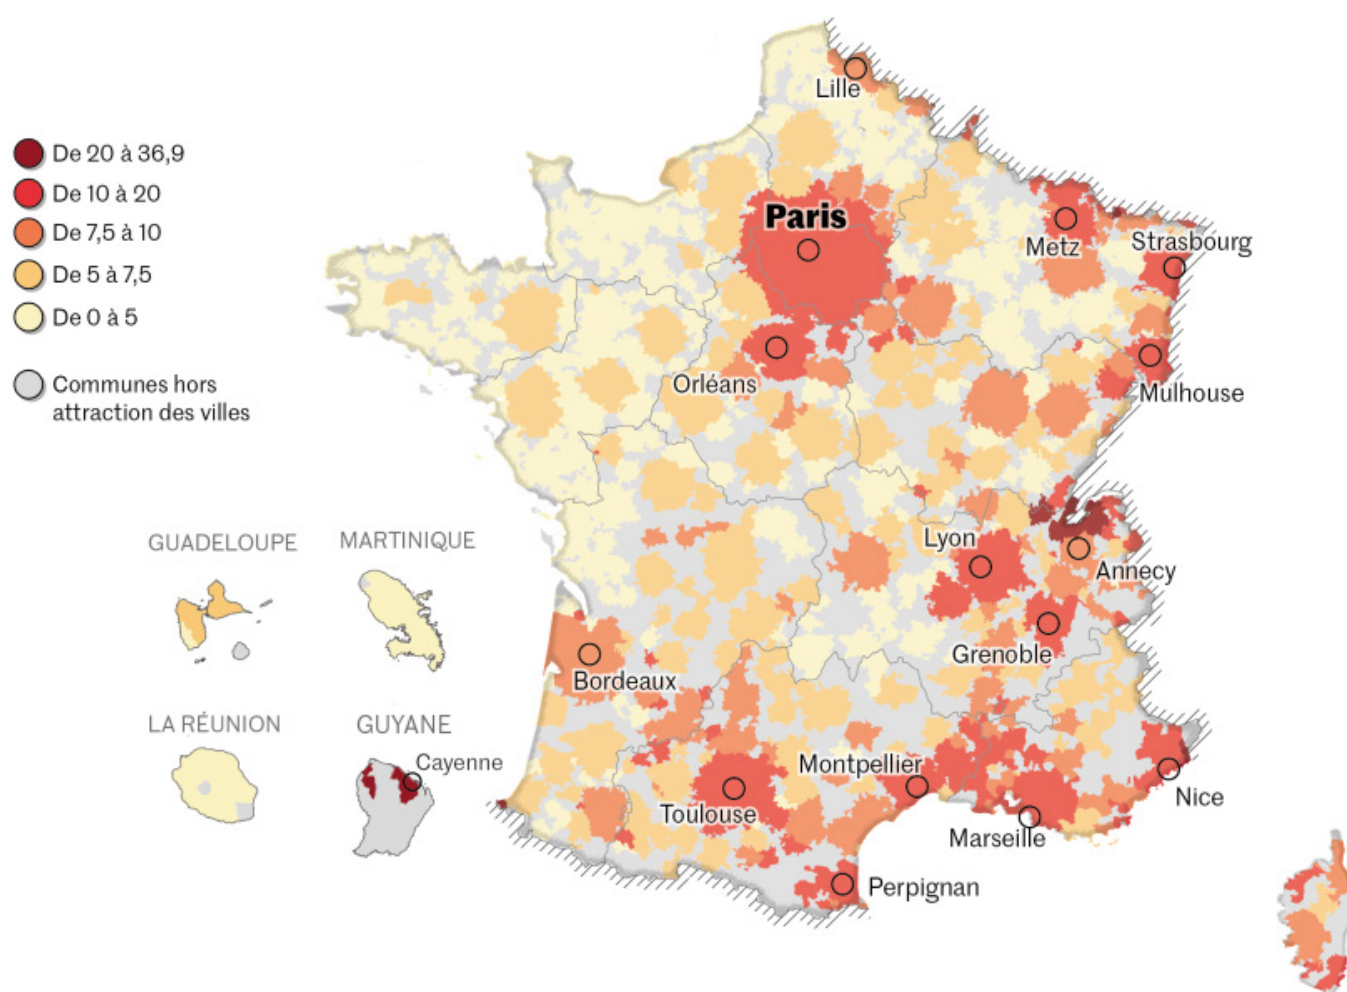 De 20 à 36,9
De 10 à 20
De 7,5 à 10
De 5 à 7,5
De 0 à 5
Communes hors
attraction des villes
Lille
Paris
Metz
Strasbourg
Orléans
Mulhouse
Lyon
Annecy
Grenoble
Bordeaux
Montpellier
Toulouse
Marseille
Nice
Perpignan
GUADELOUPE
MARTINIQUE
LA RÉUNION
GUYANE
Cayenne